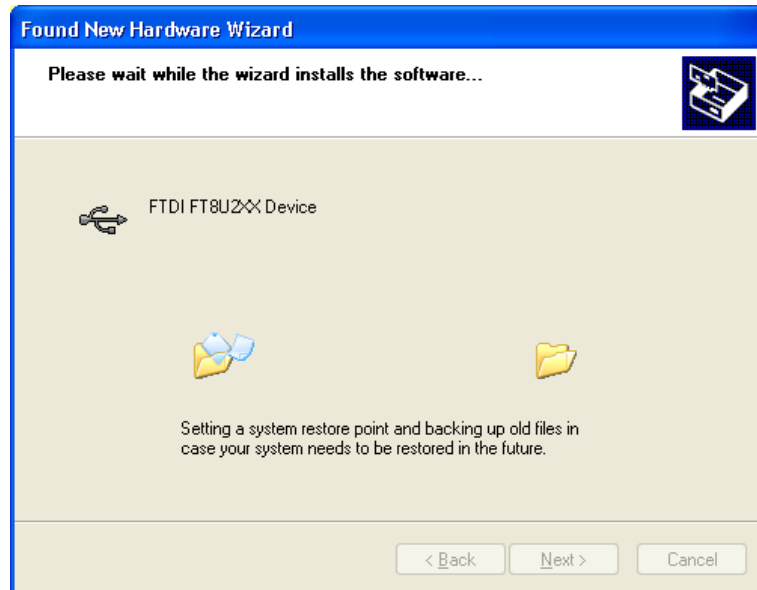 Found New Hardware Wizard
Please wait while the wizard installs the software...
FTDI FT8U2XX Device
Setting a system restore point and backing up old files in
case your system needs to be restored in the future.
< Back
Next >
Cancel